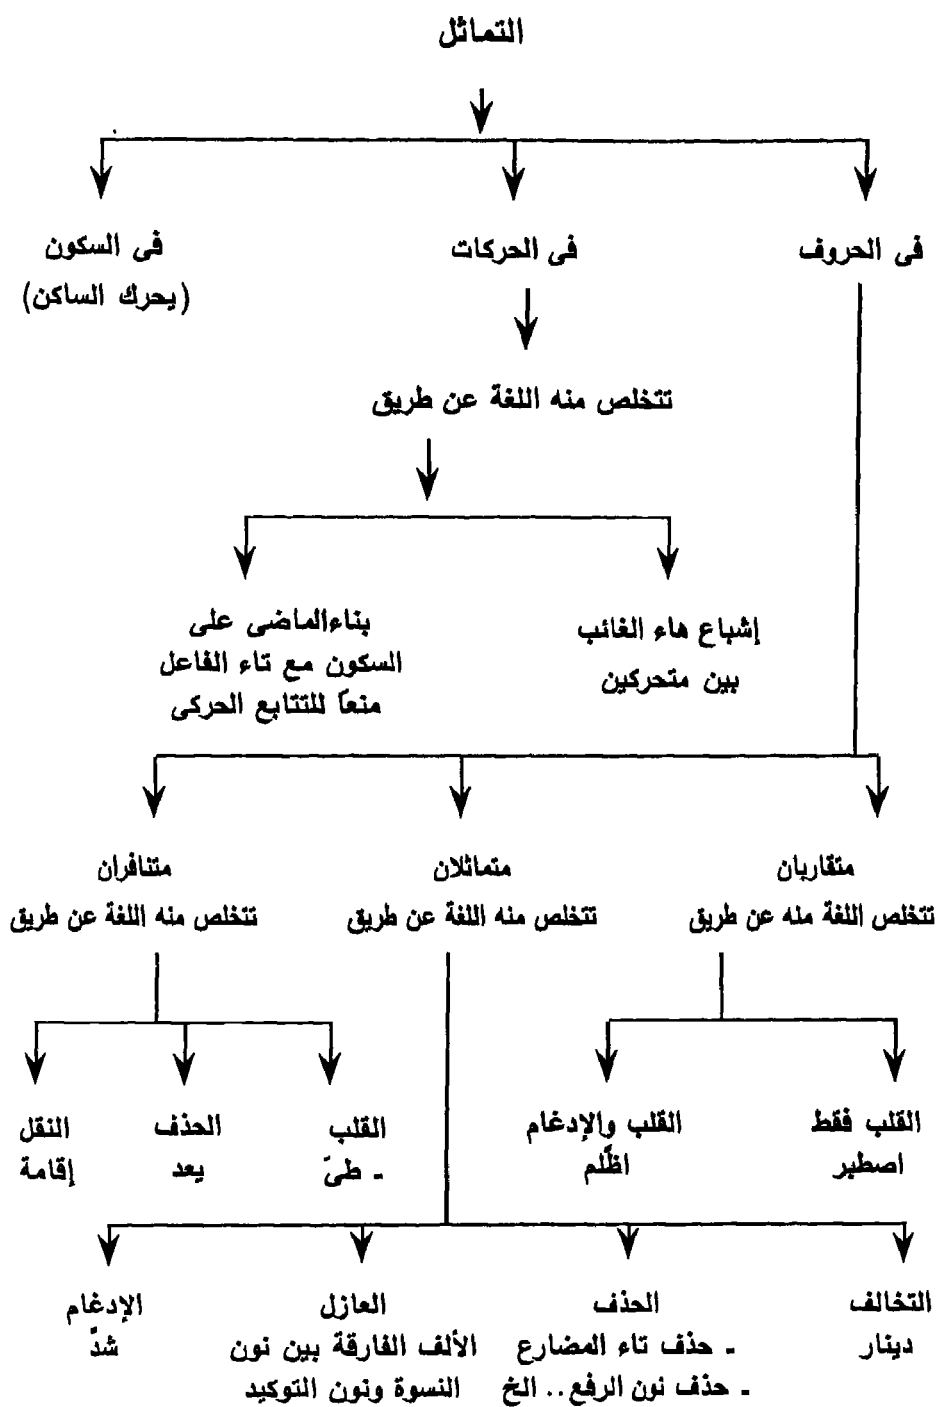 التماثل
فى الحروف
فى الحركات
فى السكون
(يحرك الساكن)
تتخلص منه اللغة عن طريق
إشباع هاء الغائب
بين متحركين
بناء الماضى على
السكون مع تاء الفاعل
منعاً للتتابع الحركى
متقاربان
تتخلص اللغة منه عن طريق
متماثلان
تتخلص منه اللغة عن طريق
متنافران
تتخلص منه اللغة عن طريق
القلب فقط
اصطبر
القلب والإدغام
اظَّلم
القلب
ـ طىّ
الحذف
يعد
النقل
إقامة
التخالف
دينار
الحذف
ـ حذف تاء المضارع
ـ حذف نون الرفع.. الخ
العازل
الألف الفارقة بين نون
النسوة ونون التوكيد
الإدغام
شدَّ